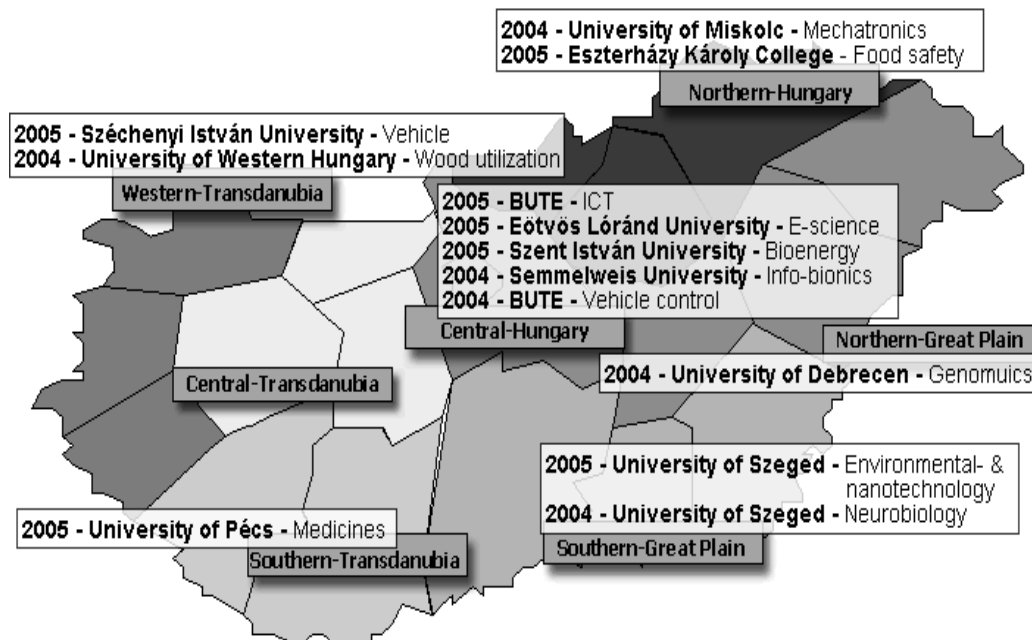 2004 - University of Miskolc - Mechatronics
2005 - Eszterházy Károly College - Food safety
Northern-Hungary
2005 - Széchenyi István University - Vehicle
2004 - University of Western Hungary - Wood utilization
Western-Transdanubia
2005 - BUTE - ICT
2005 - Eötvös Lóránd University - E-science
2005 - Szent István University - Bioenergy
2004 - Semmelweis University - Info-bionics
2004 - BUTE - Vehicle control
Central-Hungary
Northern-Great Plain
2004 - University of Debrecen - Genomuics
Central-Transdanubia
2005 - University of Szeged - Environmental- &
nanotechnology
2004 - University of Szeged - Neurobiology
Southern-Great Plain
2005 - University of Pécs - Medicines
Southern-Transdanubia